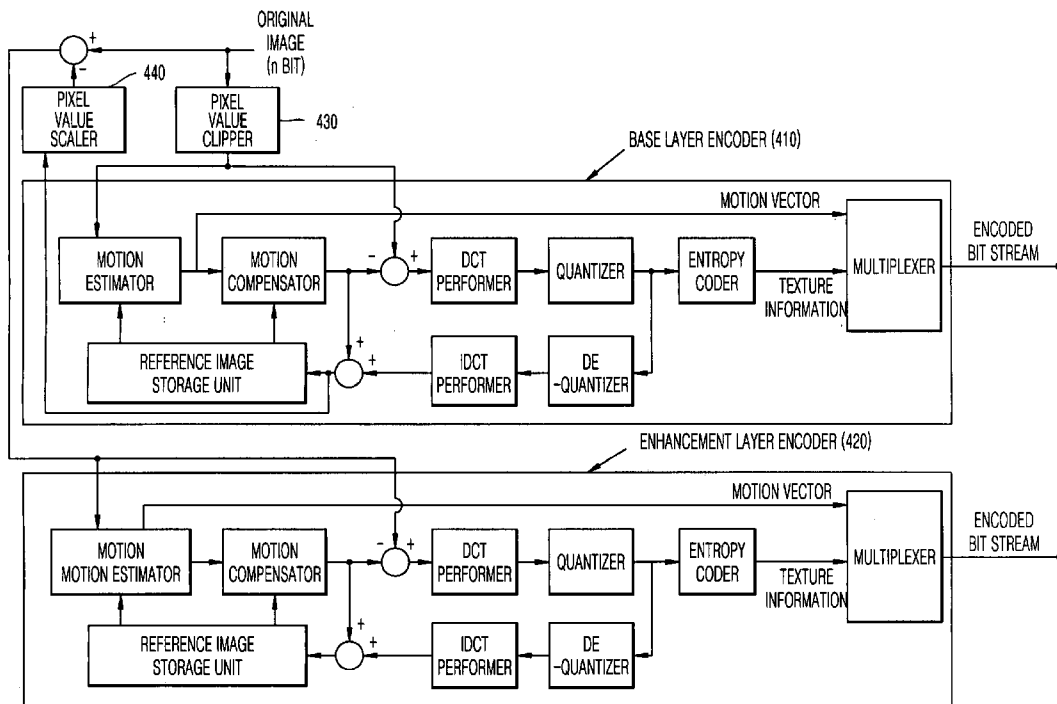 ORIGINAL
IMAGE
(n BIT)
+
-
440
PIXEL
VALUE
SCALER
PIXEL
VALUE
CLIPPER
430
BASE LAYER ENCODER (410)
MOTION VECTOR
MOTION
ESTIMATOR
MOTION
COMPENSATOR
-
+
DCT
PERFORMER
QUANTIZER
ENTROPY
CODER
TEXTURE
INFORMATION
MULTIPLEXER
ENCODED
BIT STREAM
REFERENCE IMAGE
STORAGE UNIT
+
+
IDCT
PERFORMER
DE
-QUANTIZER
ENHANCEMENT LAYER ENCODER (420)
MOTION VECTOR
MOTION
MOTION ESTIMATOR
MOTION
COMPENSATOR
-
+
DCT
PERFORMER
QUANTIZER
ENTROPY
CODER
TEXTURE
INFORMATION
MULTIPLEXER
ENCODED
BIT STREAM
REFERENCE IMAGE
STORAGE UNIT
+
+
IDCT
PERFORMER
DE
-QUANTIZER